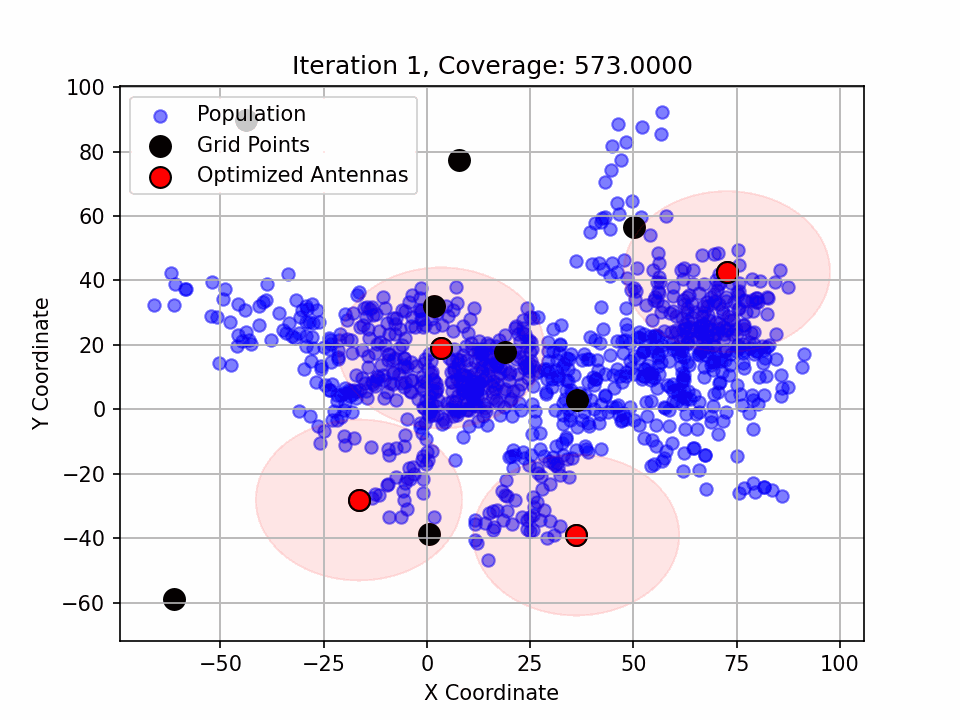 Iteration 1, Coverage: 573.0000
Population
Grid Points
Optimized Antennas
100
80
60
40
20
0
−20
−40
−60
−50
−25
0
25
50
75
100
Y Coordinate
X Coordinate